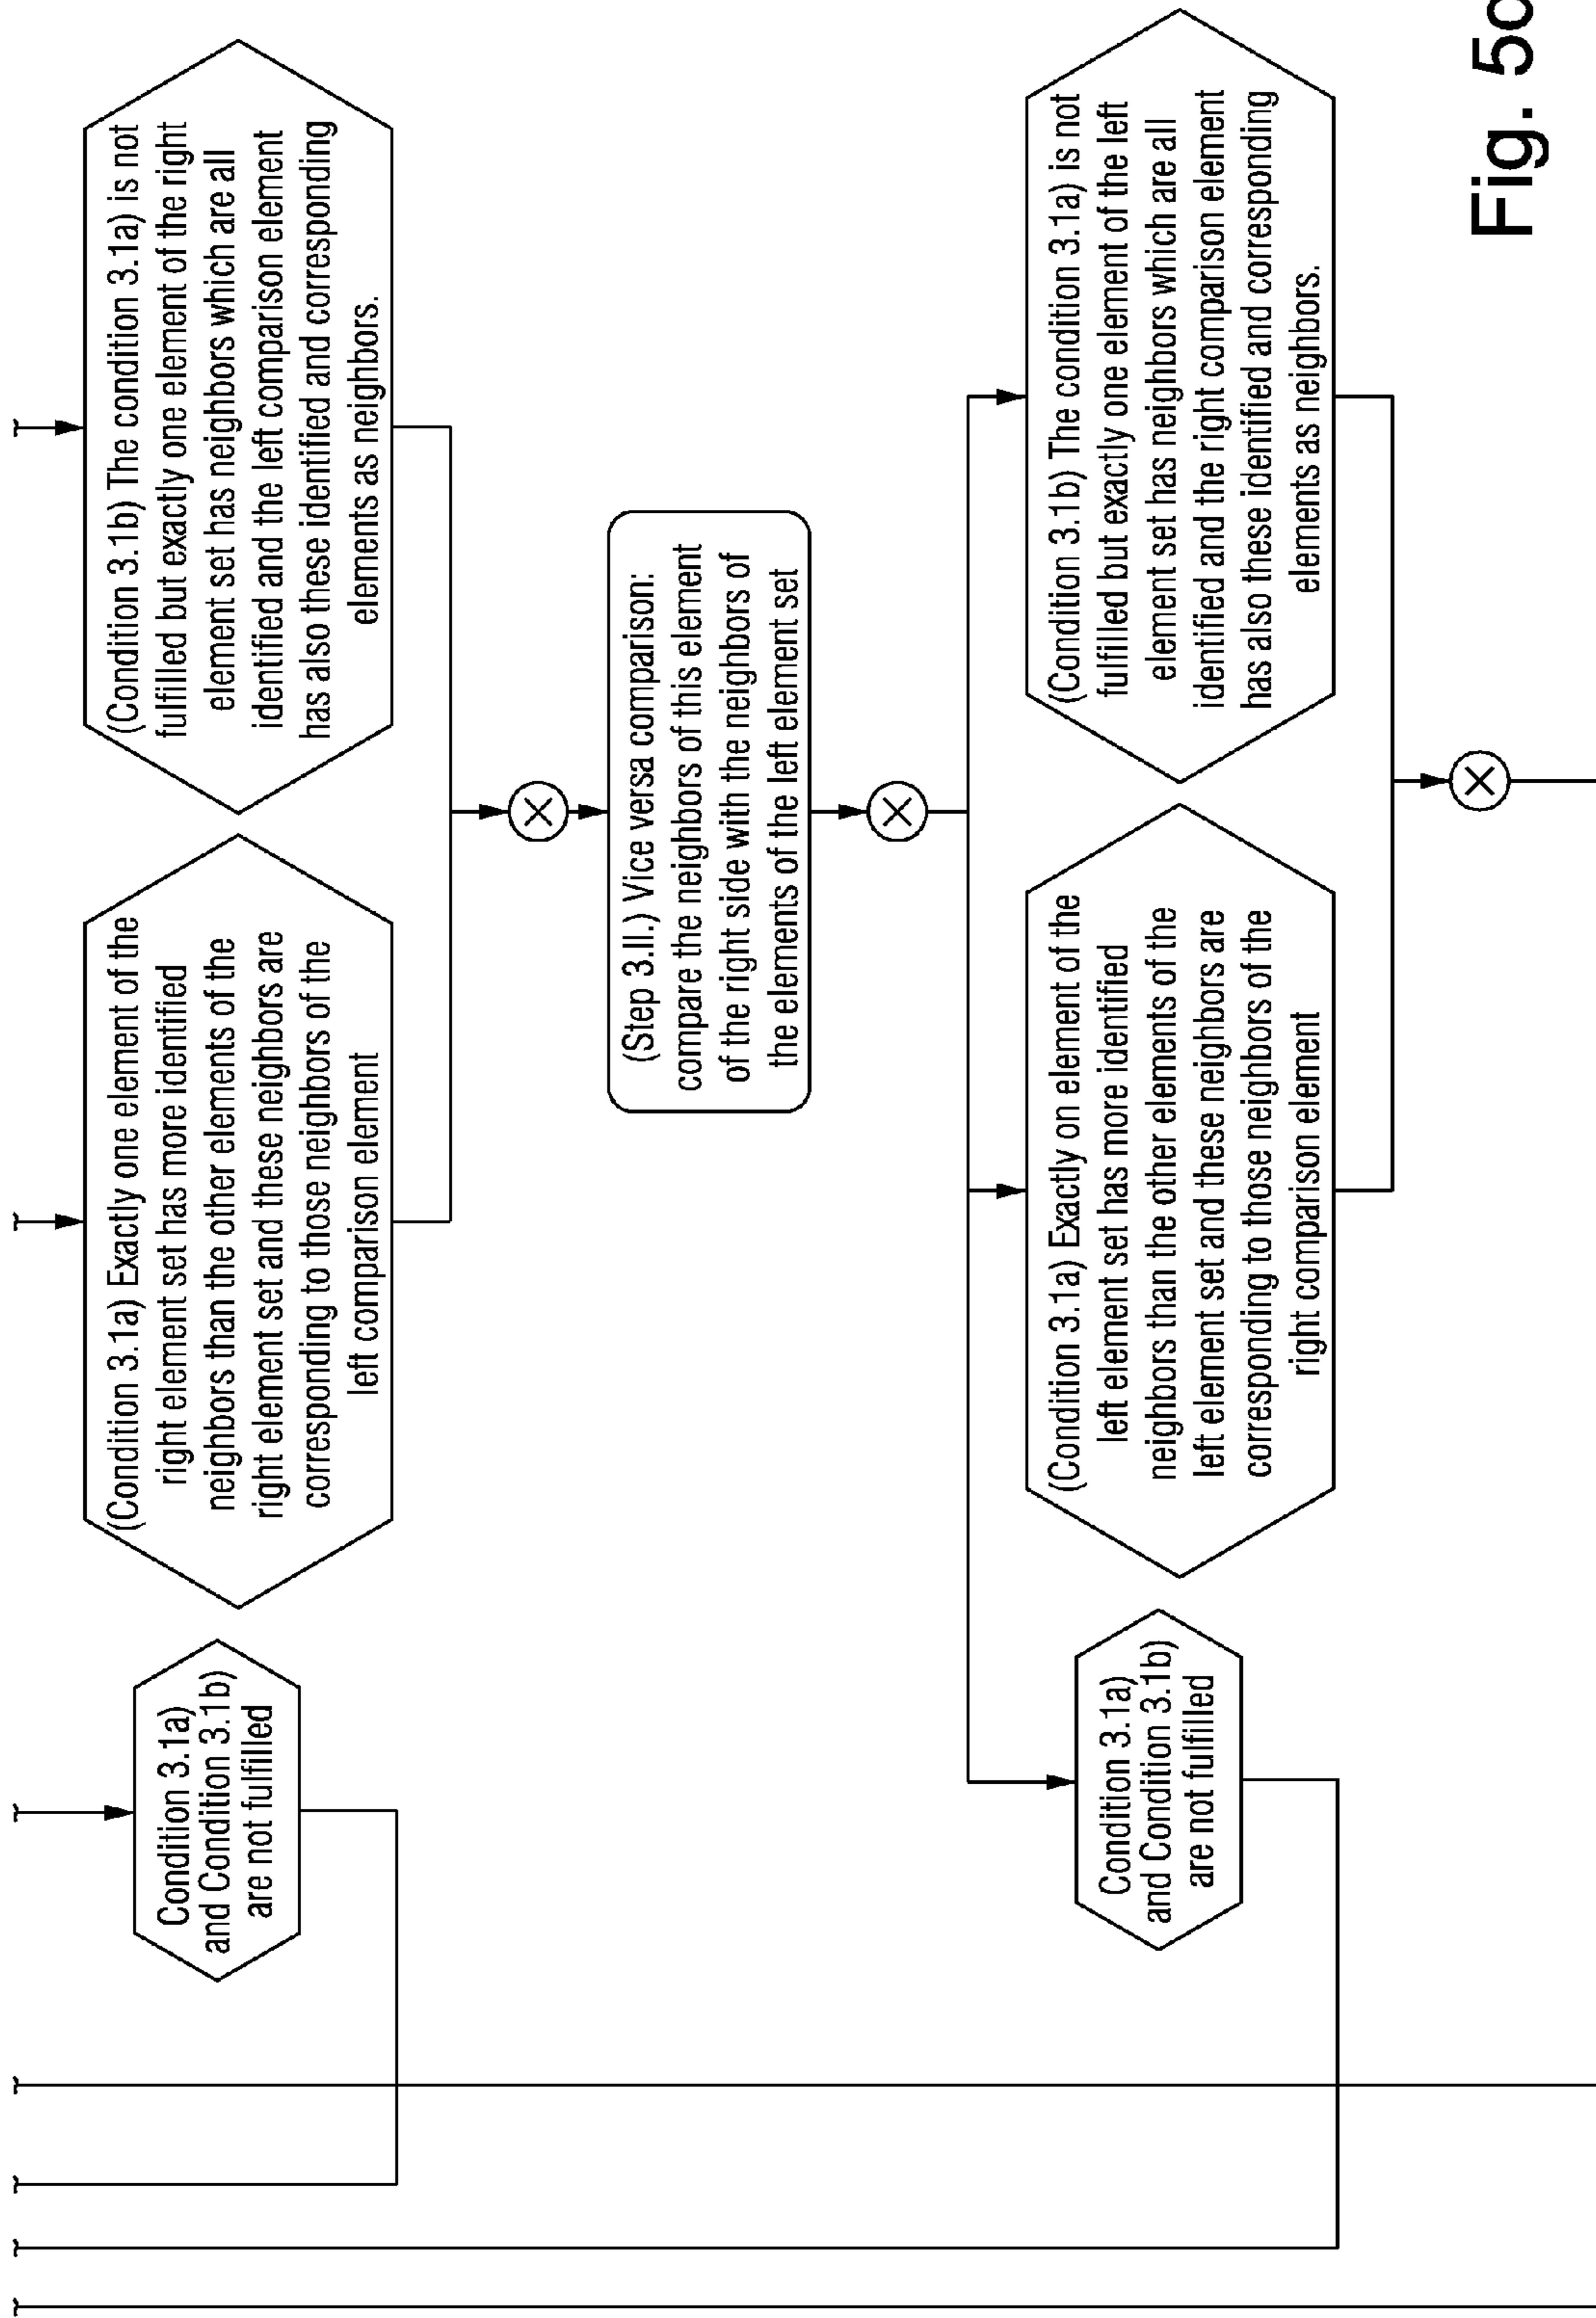 Condition 3.1a)
and Condition 3.1b)
are not fulfilled
(Condition 3.1a) Exactly one element of the
right element set has more identified
neighbors than the other elements of the
right element set and these neighbors are
corresponding to those neighbors of the
left comparison element
(Condition 3.1b) The condition 3.1a) is not
fulfilled but exactly one element of the right
element set has neighbors which are all
identified and the left comparison element
has also these identified and corresponding
elements as neighbors.
(Step 3.II.) Vice versa comparison:
compare the neighbors of this element
of the right side with the neighbors of
the elements of the left element set
Condition 3.1a)
and Condition 3.1b)
are not fulfilled
(Condition 3.1a) Exactly on element of the
left element set has more identified
neighbors than the other elements of the
left element set and these neighbors are
corresponding to those neighbors of the
right comparison element
(Condition 3.1b) The condition 3.1a) is not
fulfilled but exactly one element of the left
element set has neighbors which are all
identified and the right comparison element
has also these identified and corresponding
elements as neighbors.
Fig.